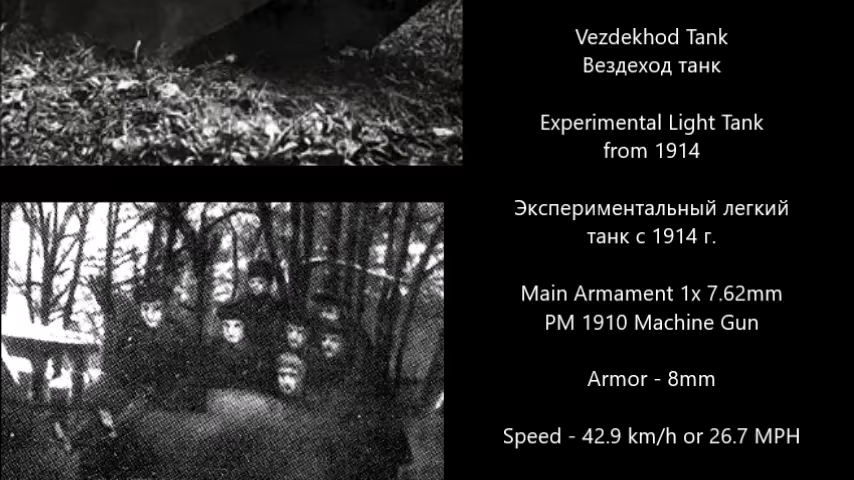 Vezdekhod Tank
Вездеход танк
Experimental Light Tank
from 1914
Экспериментальный легкий
танк с 1914 г.
Main Armament 1x 7.62mm
PM 1910 Machine Gun
Armor - 8mm
Speed - 42.9 km/h or 26.7 MPH